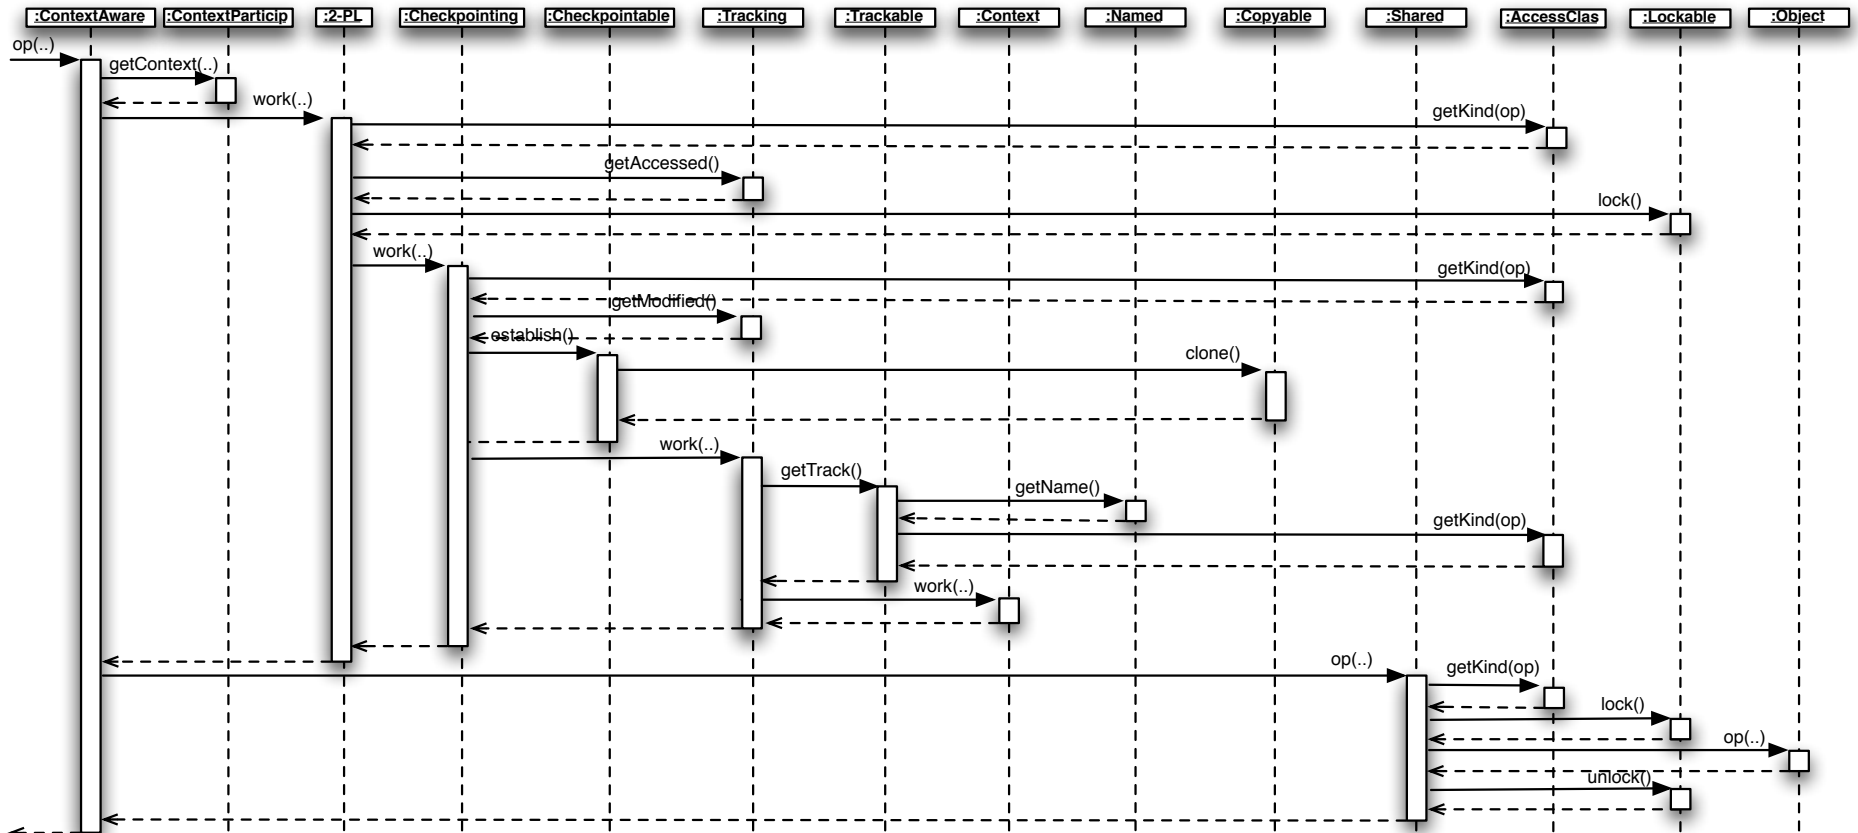 :ContextAware :ContextParticip :2-PL :Checkpointing :Checkpointable :Tracking :Trackable :Context :Named :Copyable :Shared :AccessClas :Lockable :Object
op(..)
getContext(..)
work(..)
getKind(op)
getAccessed()
lock()
work(..)
getKind(op)
getModified()
establish()
clone()
work(..)
getTrack()
getName()
getKind(op)
work(..)
op(..)
getKind(op)
lock()
op(..)
unlock()